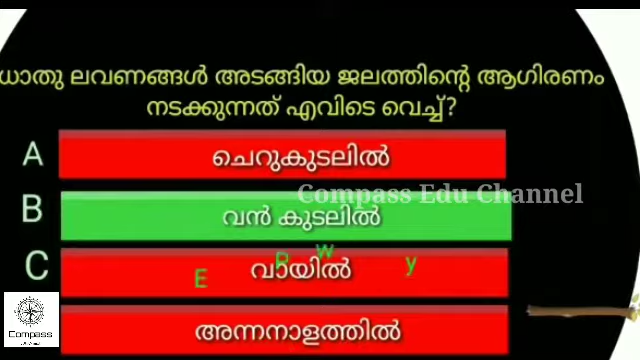 ധാതു ലവണങ്ങൾ അടങ്ങിയ ജലത്തിന്റെ ആഗിരണം
നടക്കുന്നത് എവിടെ വെച്ച്?
A ചെറുകുടലിൽ
Compass Edu Channel
B വൻ കുടലിൽ
C വായിൽ
E R w y
അന്നനാളത്തിൽ
Compass